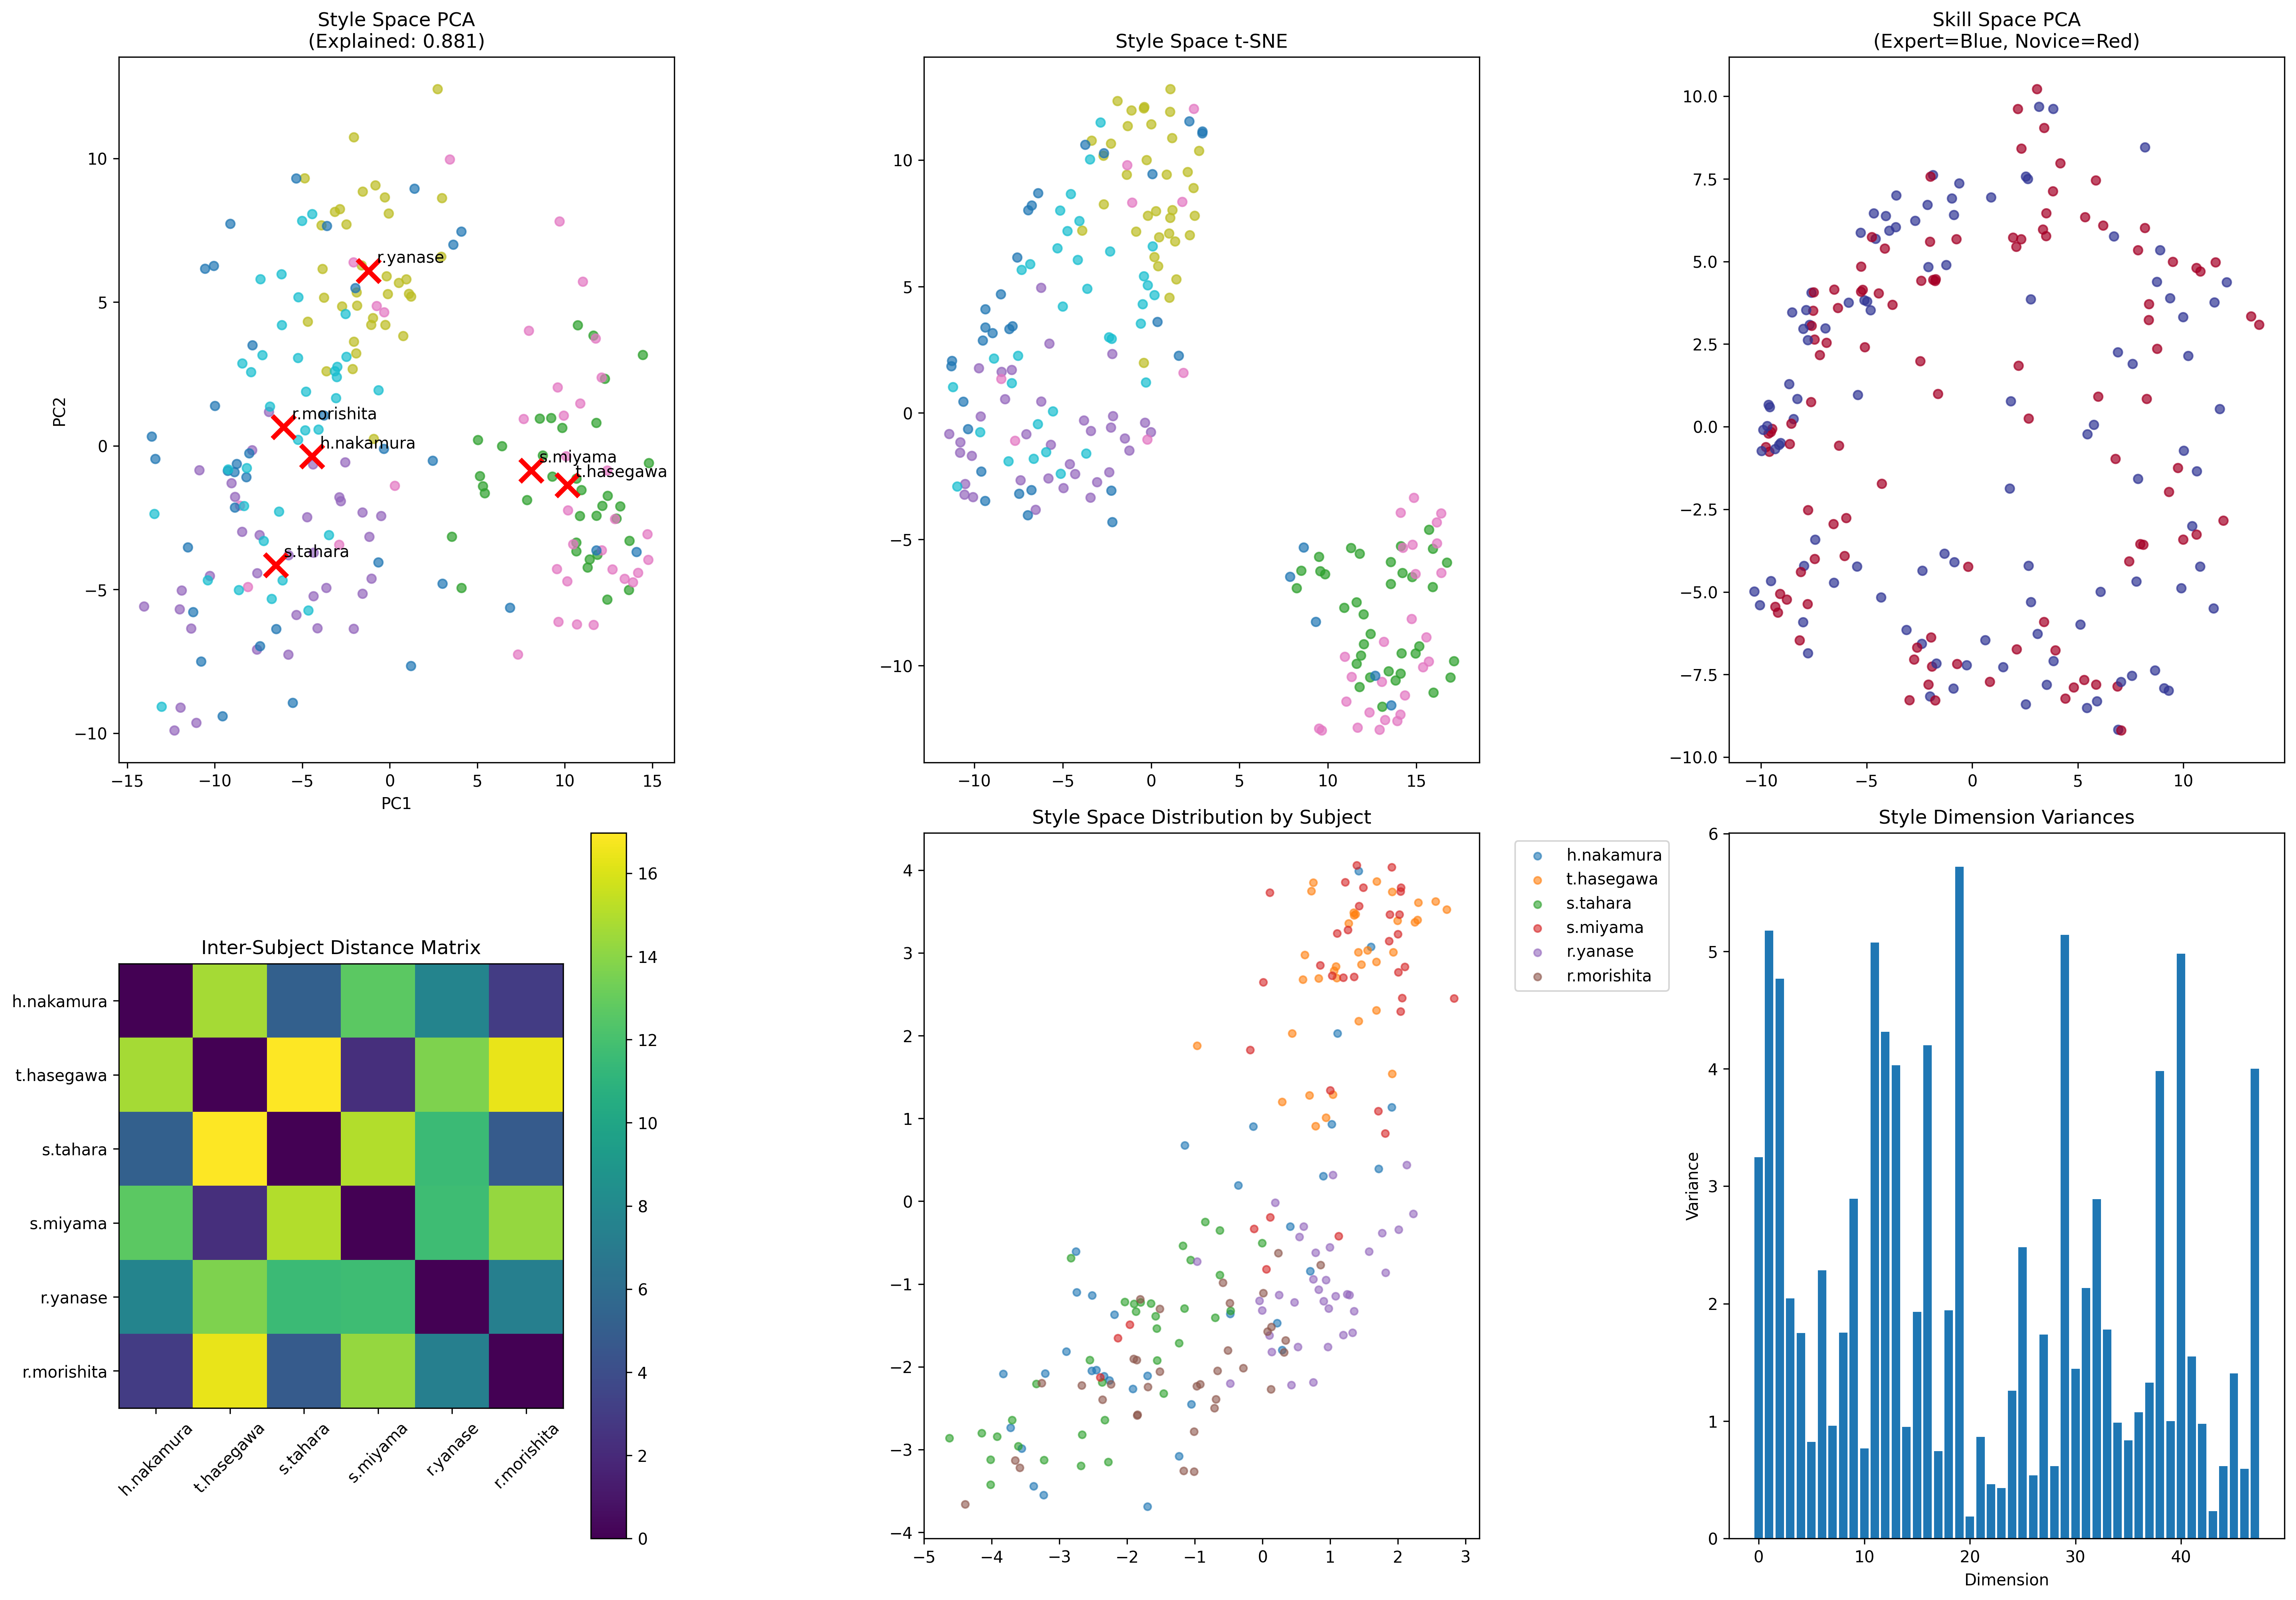 Style Space PCA
(Explained: 0.881)
10
5
0
−5
−10
PC2
r.yanase
r.morishita
h.nakamura
s.miyama
t.hasegawa
s.tahara
−15
−10
−5
0
5
10
15
PC1
Style Space t-SNE
10
5
0
−5
−10
−10
−5
0
5
10
15
Skill Space PCA
(Expert=Blue, Novice=Red)
10.0
7.5
5.0
2.5
0.0
−2.5
−5.0
−7.5
−10.0
−10
−5
0
5
10
Inter-Subject Distance Matrix
h.nakamura
t.hasegawa
s.tahara
s.miyama
r.yanase
r.morishita
h.nakamura
t.hasegawa
s.tahara
s.miyama
r.yanase
r.morishita
16
14
12
10
8
6
4
2
0
Style Space Distribution by Subject
4
3
2
1
0
−1
−2
−3
−4
−5
−4
−3
−2
−1
0
1
2
3
h.nakamura
t.hasegawa
s.tahara
s.miyama
r.yanase
r.morishita
Style Dimension Variances
6
5
4
3
2
1
0
Variance
0
10
20
30
40
Dimension